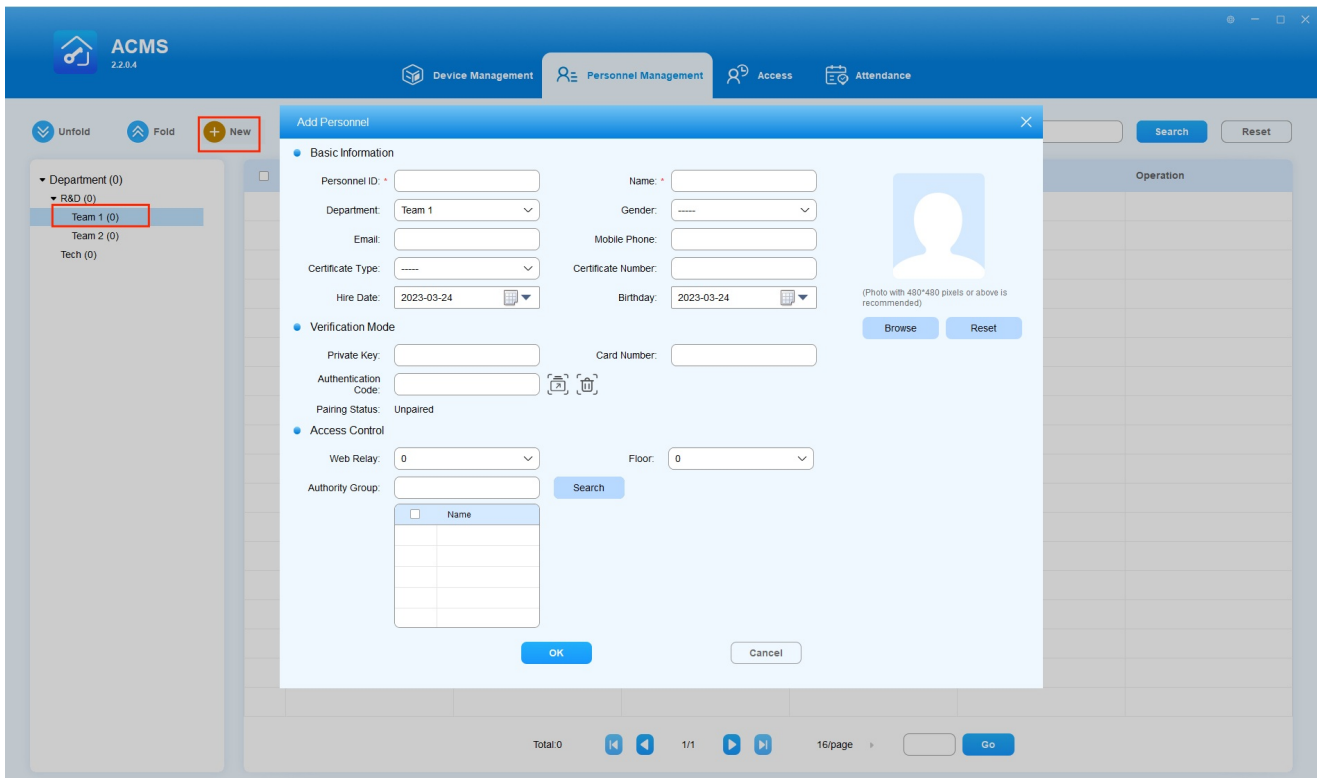 ACMS
2.2.0.4
Device Management
Personnel Management
Access
Attendance
Unfold
Fold
New
Search
Reset
Department (0)
R&D (0)
Team 1 (0)
Team 2 (0)
Tech (0)
Operation
Add Personnel
Basic Information
Personnel ID: *
Name: *
Department: Team 1
Gender: -----
Email:
Mobile Phone:
Certificate Type: -----
Certificate Number:
Hire Date: 2023-03-24
Birthday: 2023-03-24
(Photo with 480*480 pixels or above is
recommended)
Browse
Reset
Verification Mode
Private Key:
Card Number:
Authentication
Code:
Pairing Status: Unpaired
Access Control
Web Relay: 0
Floor: 0
Authority Group:
Search
Name
OK
Cancel
Total:0
1/1
16/page
Go